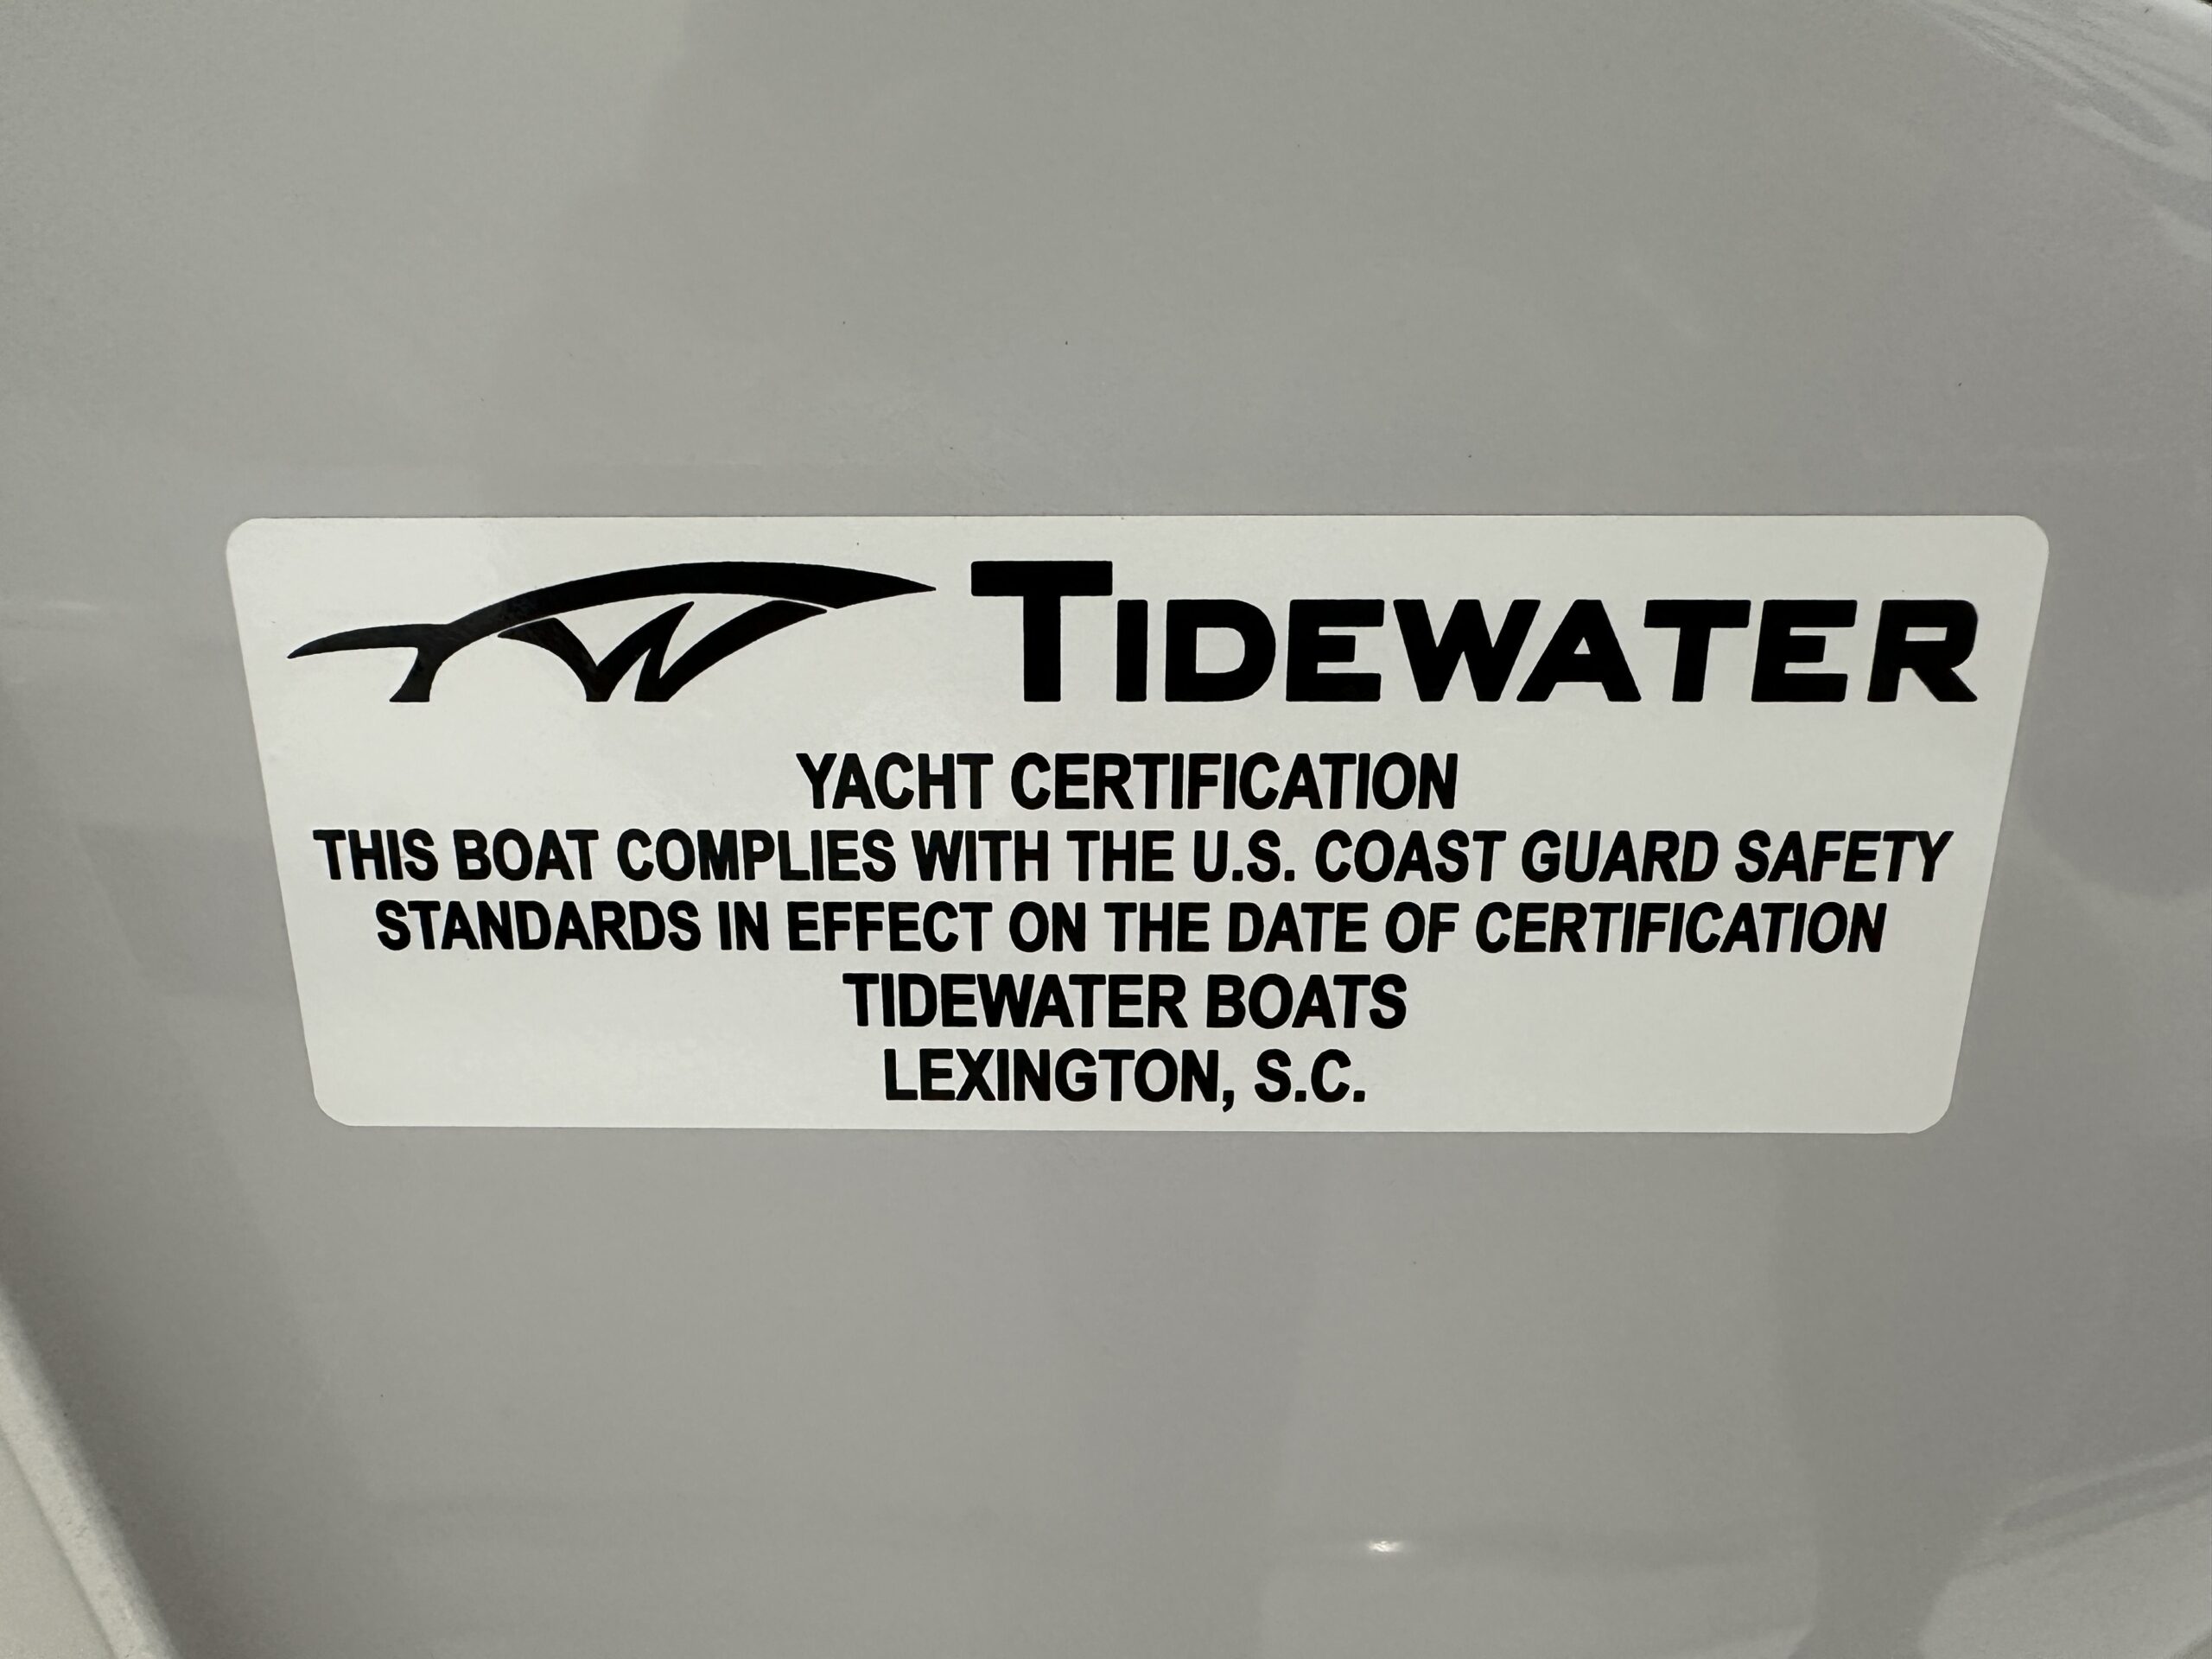 TIDEWATER
YACHT CERTIFICATION
THIS BOAT COMPLIES WITH THE U.S. COAST GUARD SAFETY
STANDARDS IN EFFECT ON THE DATE OF CERTIFICATION
TIDEWATER BOATS
LEXINGTON, S.C.